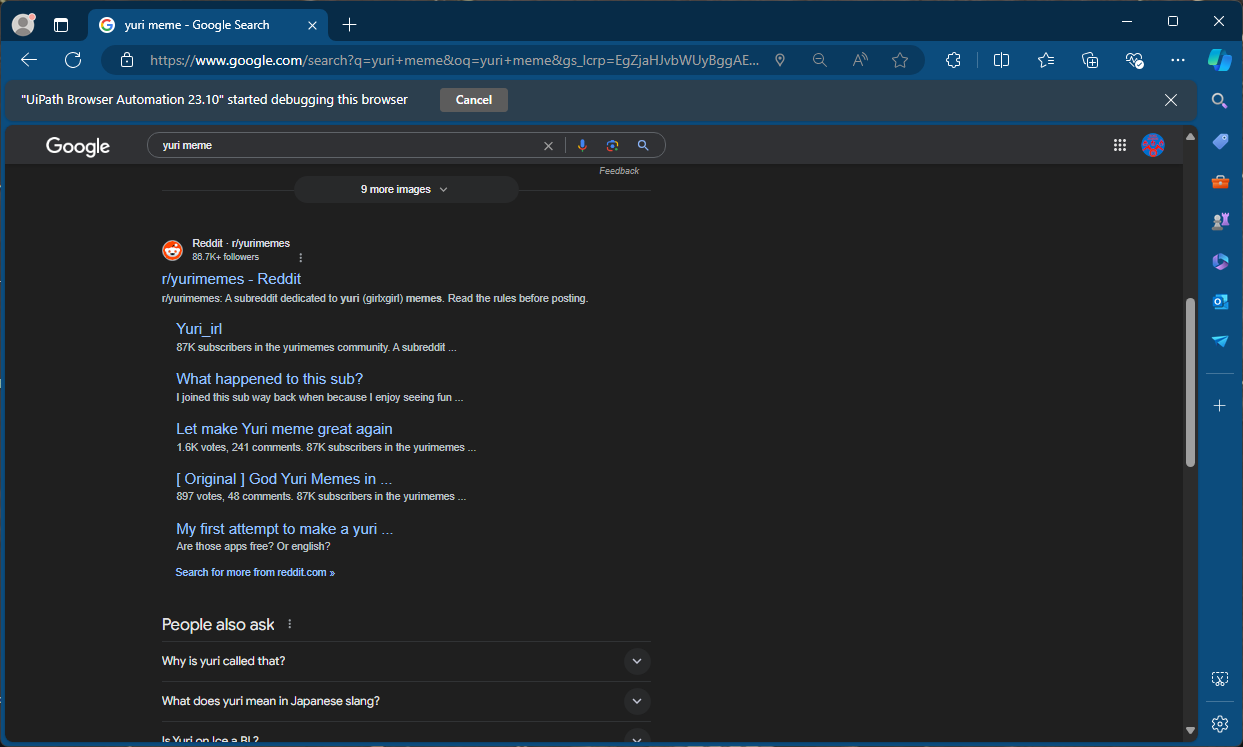 yuri meme - Google Search
https://www.google.com/search?q=yuri+meme&oq=yuri+meme&gs_lcrp=EgZjaHJvbWUyBggAE...
"UiPath Browser Automation 23.10" started debugging this browser
Cancel
Google
yuri meme
Feedback
9 more images
Reddit · r/yurimemes
86.7K+ followers
r/yurimemes - Reddit
r/yurimemes: A subreddit dedicated to yuri (girlxgirl) memes. Read the rules before posting.
Yuri_irl
87K subscribers in the yurimemes community. A subreddit ...
What happened to this sub?
I joined this sub way back when because I enjoy seeing fun ...
Let make Yuri meme great again
1.6K votes, 241 comments. 87K subscribers in the yurimemes ...
[ Original ] God Yuri Memes in ...
897 votes, 48 comments. 87K subscribers in the yurimemes ...
My first attempt to make a yuri ...
Are those apps free? Or english?
Search for more from reddit.com »
People also ask
Why is yuri called that?
What does yuri mean in Japanese slang?
Is Yuri on Ice a BL?